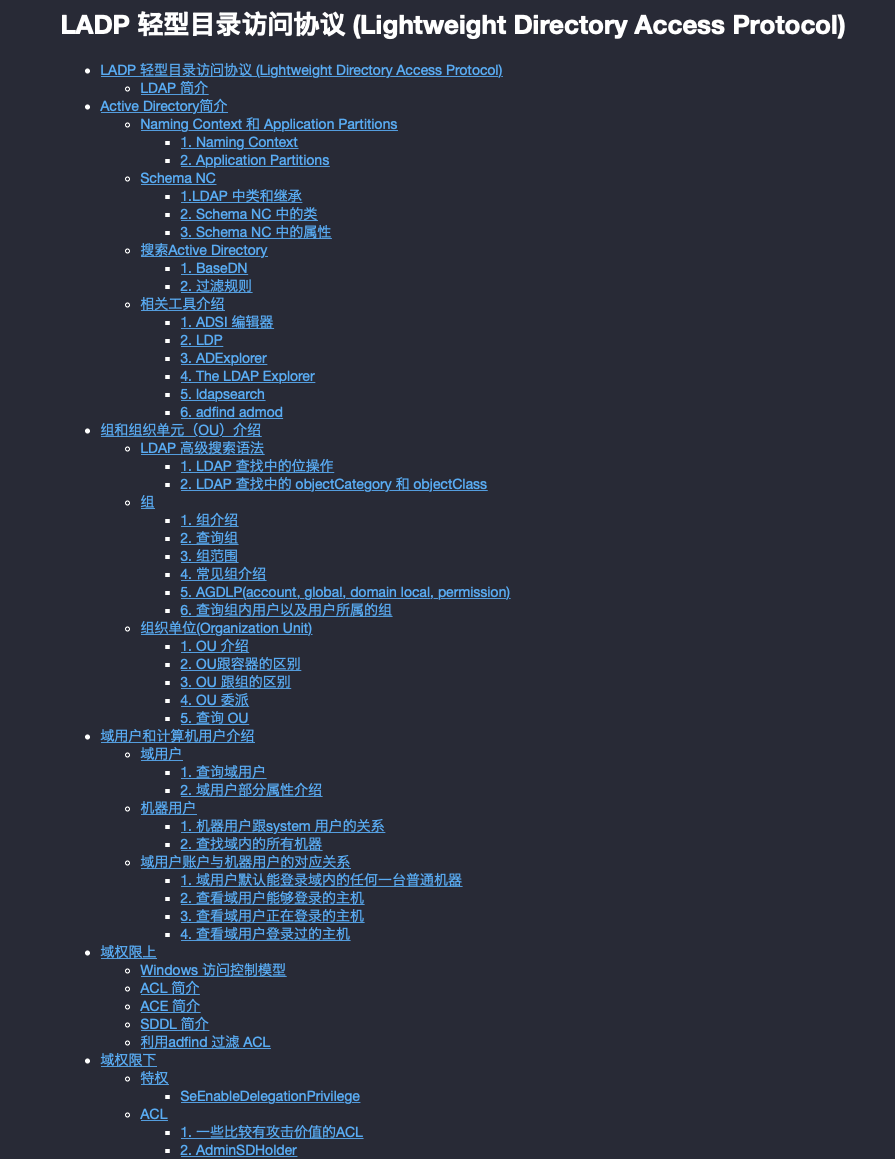 LADP 轻型目录访问协议 (Lightweight Directory Access Protocol)
LADP 轻型目录访问协议 (Lightweight Directory Access Protocol)
LDAP 简介
Active Directory简介
Naming Context 和 Application Partitions
1. Naming Context
2. Application Partitions
Schema NC
1.LDAP 中类和继承
2. Schema NC 中的类
3. Schema NC 中的属性
搜索Active Directory
1. BaseDN
2. 过滤规则
相关工具介绍
1. ADSI 编辑器
2. LDP
3. ADExplorer
4. The LDAP Explorer
5. ldapsearch
6. adfind admod
组和组织单元（OU）介绍
LDAP 高级搜索语法
1. LDAP 查找中的位操作
2. LDAP 查找中的 objectCategory 和 objectClass
组
1. 组介绍
2. 查询组
3. 组范围
4. 常见组介绍
5. AGDLP(account, global, domain local, permission)
6. 查询组内用户以及用户所属的组
组织单位(Organization Unit)
1. OU 介绍
2. OU跟容器的区别
3. OU 跟组的区别
4. OU 委派
5. 查询 OU
域用户和计算机用户介绍
域用户
1. 查询域用户
2. 域用户部分属性介绍
机器用户
1. 机器用户跟system 用户的关系
2. 查找域内的所有机器
域用户账户与机器用户的对应关系
1. 域用户默认能登录域内的任何一台普通机器
2. 查看域用户能够登录的主机
3. 查看域用户正在登录的主机
4. 查看域用户登录过的主机
域权限上
Windows 访问控制模型
ACL 简介
ACE 简介
SDDL 简介
利用adfind 过滤 ACL
域权限下
特权
SeEnableDelegationPrivilege
ACL
1. 一些比较有攻击价值的ACL
2. AdminSDHolder